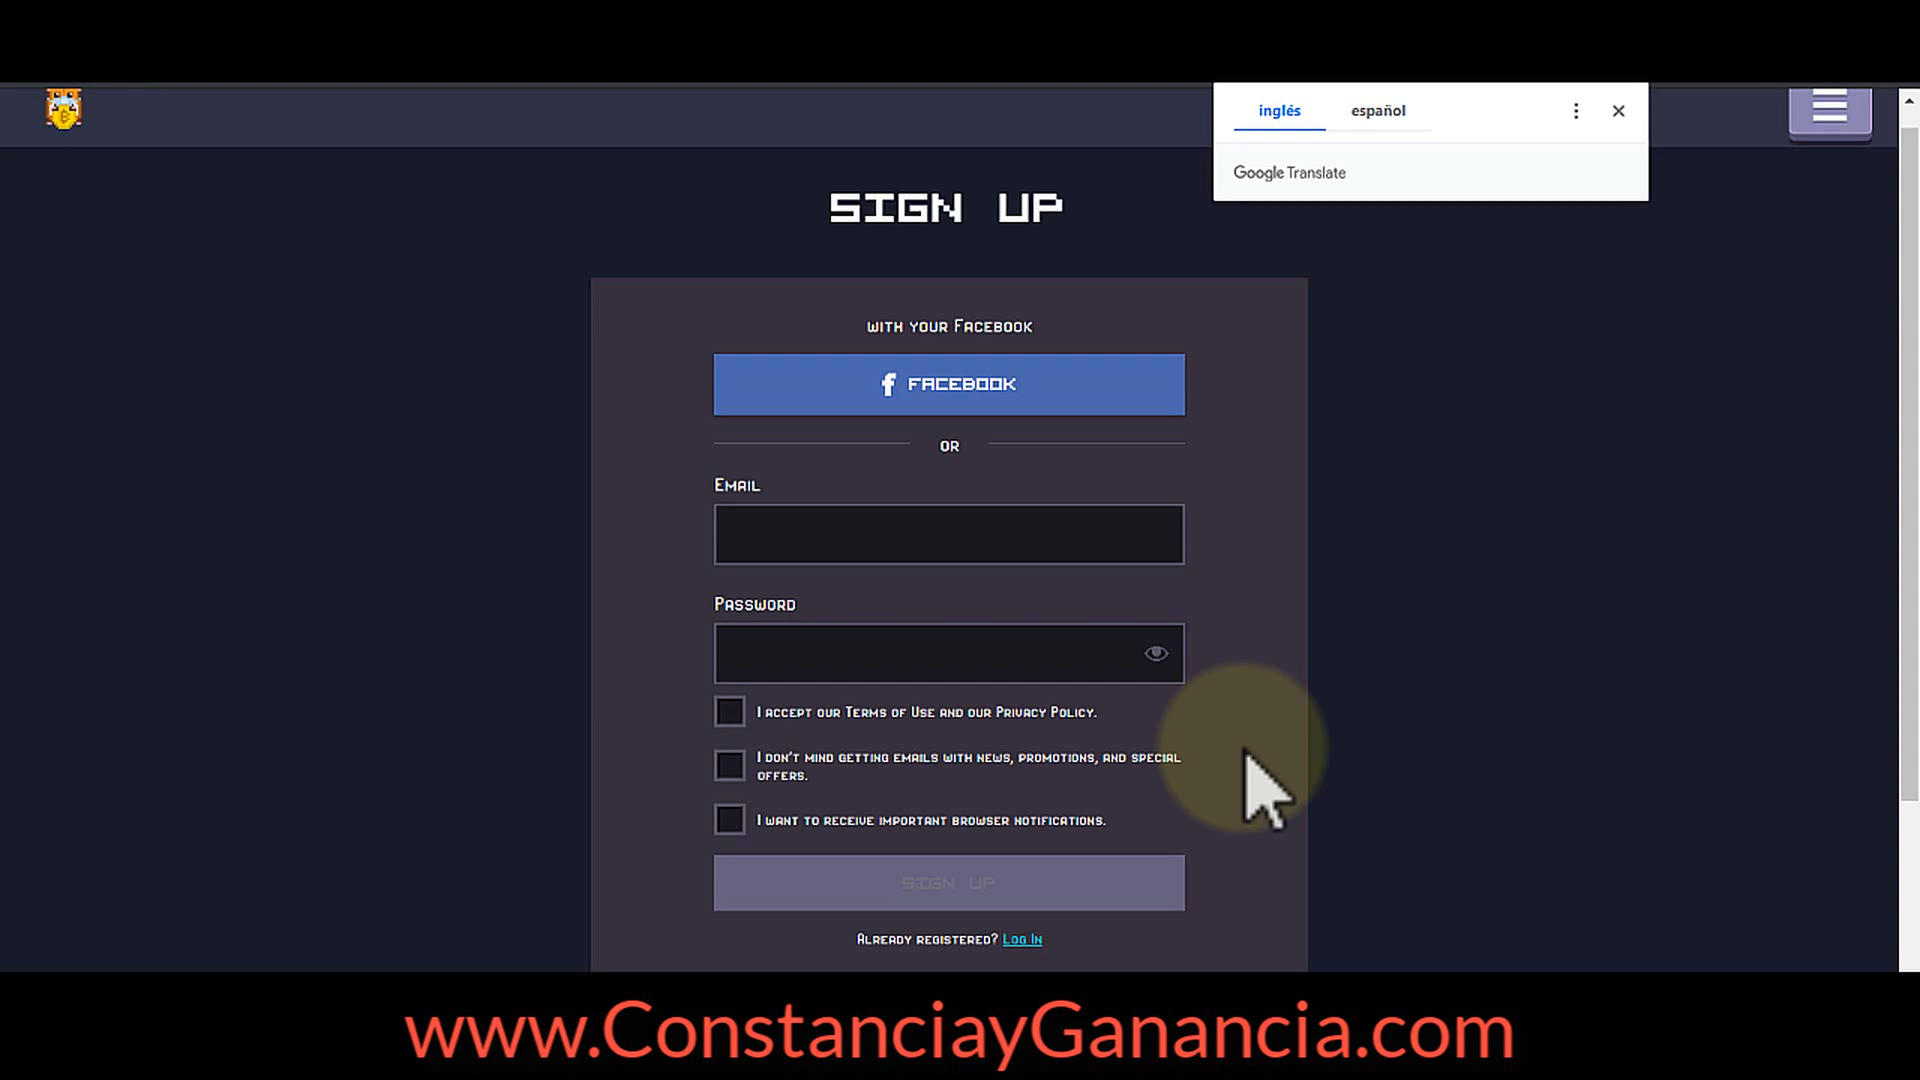 inglés español
Google Translate
SIGN UP
WITH YOUR FACEBOOK
FACEBOOK
OR
EMAIL
PASSWORD
I ACCEPT OUR TERMS OF USE AND OUR PRIVACY POLICY.
I DON'T MIND GETTING EMAILS WITH NEWS, PROMOTIONS, AND SPECIAL
OFFERS.
I WANT TO RECEIVE IMPORTANT BROWSER NOTIFICATIONS.
SIGN UP
ALREADY REGISTERED? LOG IN
www.ConstanciayGanancia.com